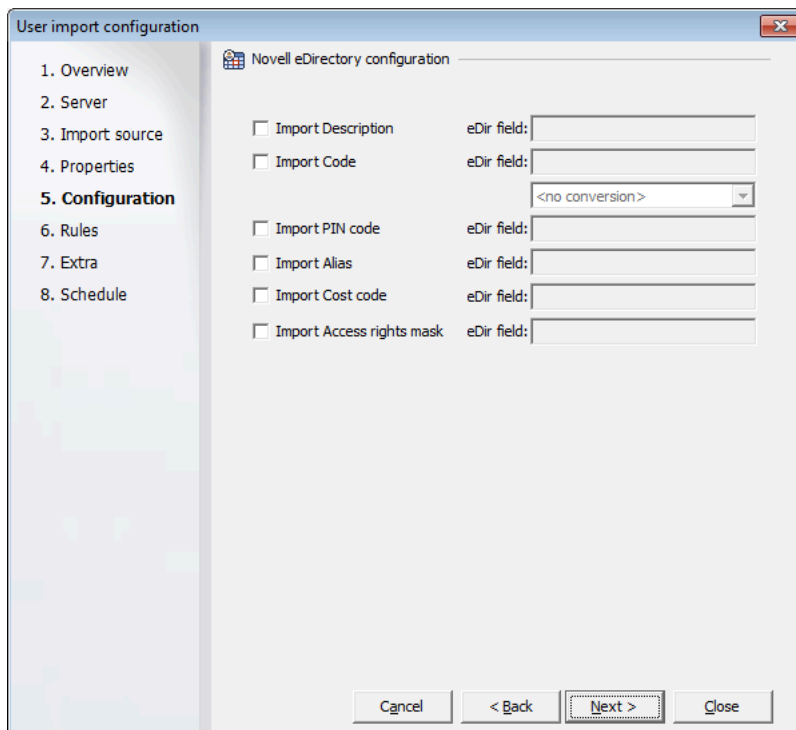 User import configuration
1. Overview
2. Server
3. Import source
4. Properties
5. Configuration
6. Rules
7. Extra
8. Schedule
Novell eDirectory configuration
Import Description eDir field:
Import Code eDir field:
<no conversion>
Import PIN code eDir field:
Import Alias eDir field:
Import Cost code eDir field:
Import Access rights mask eDir field:
Cancel < Back Next > Close